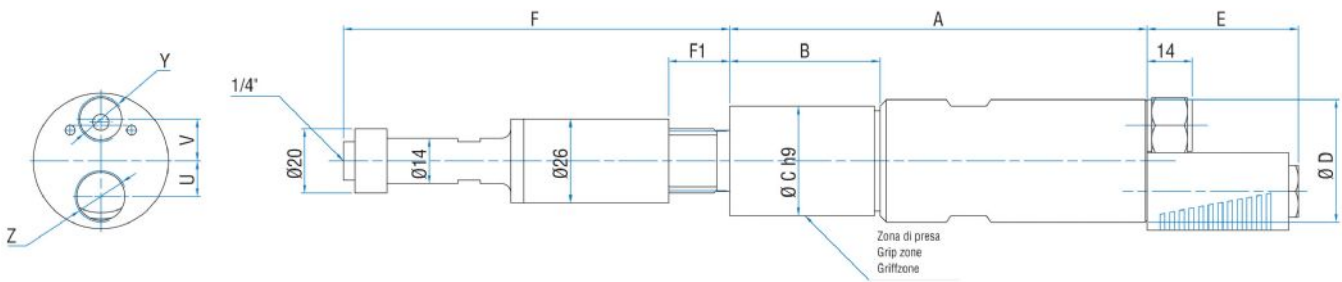 F
A
E
F1
B
14
Y
1/4"
V
U
Z
Ø20
Ø14
Ø26
Ø C h9
Ø D
Zona di presa
Grip zone
Griffzone